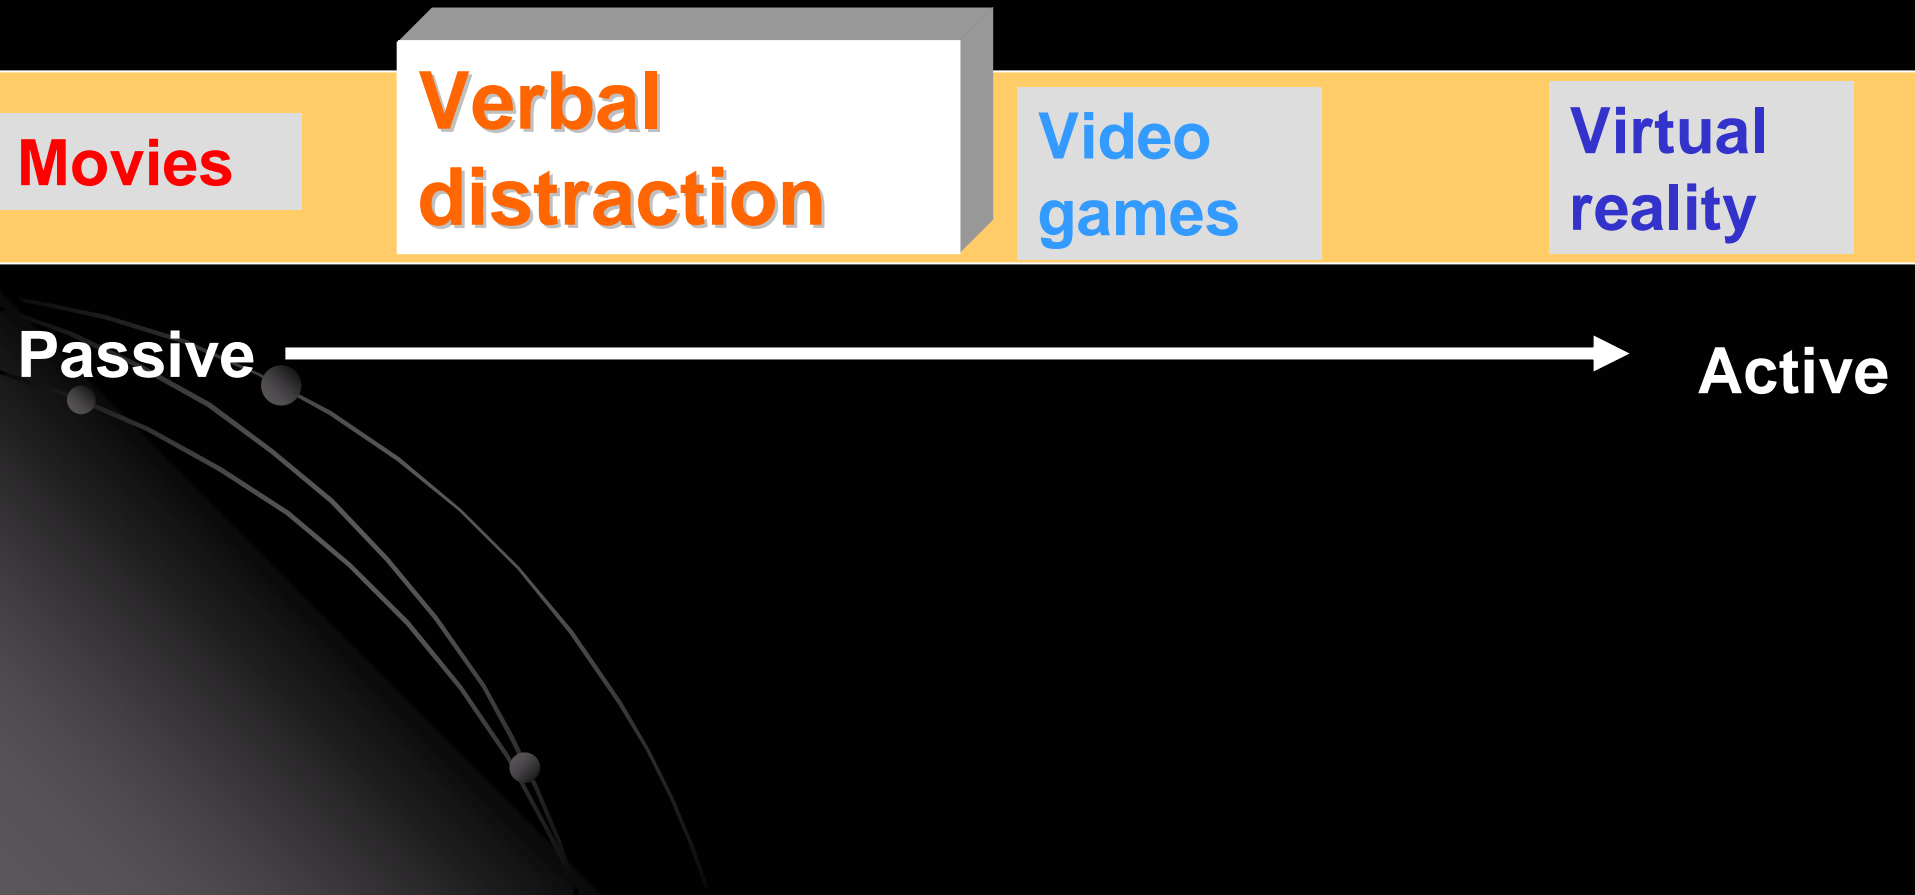 Movies
Verbal
distraction
Video
games
Virtual
reality
Passive
Active